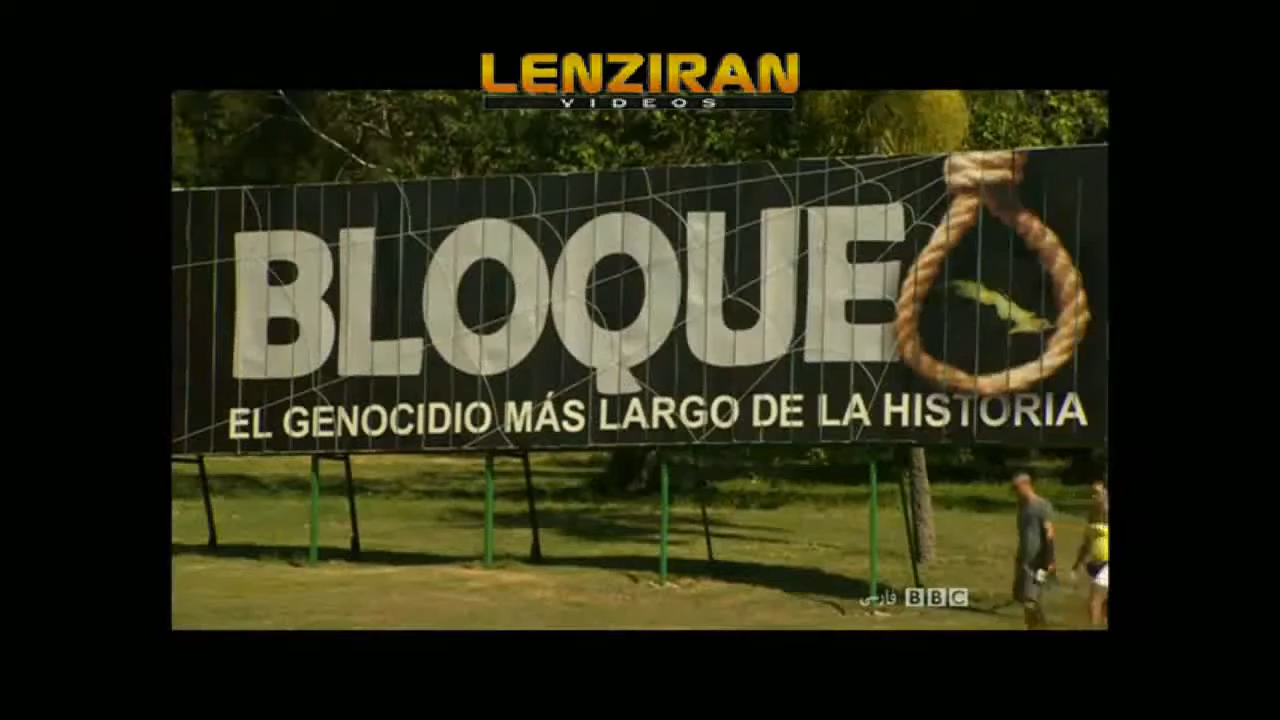 LENZIRAN
VIDEOS
BLOQUE
EL GENOCIDIO MÁS LARGO DE LA HISTORIA
فارسی BBC